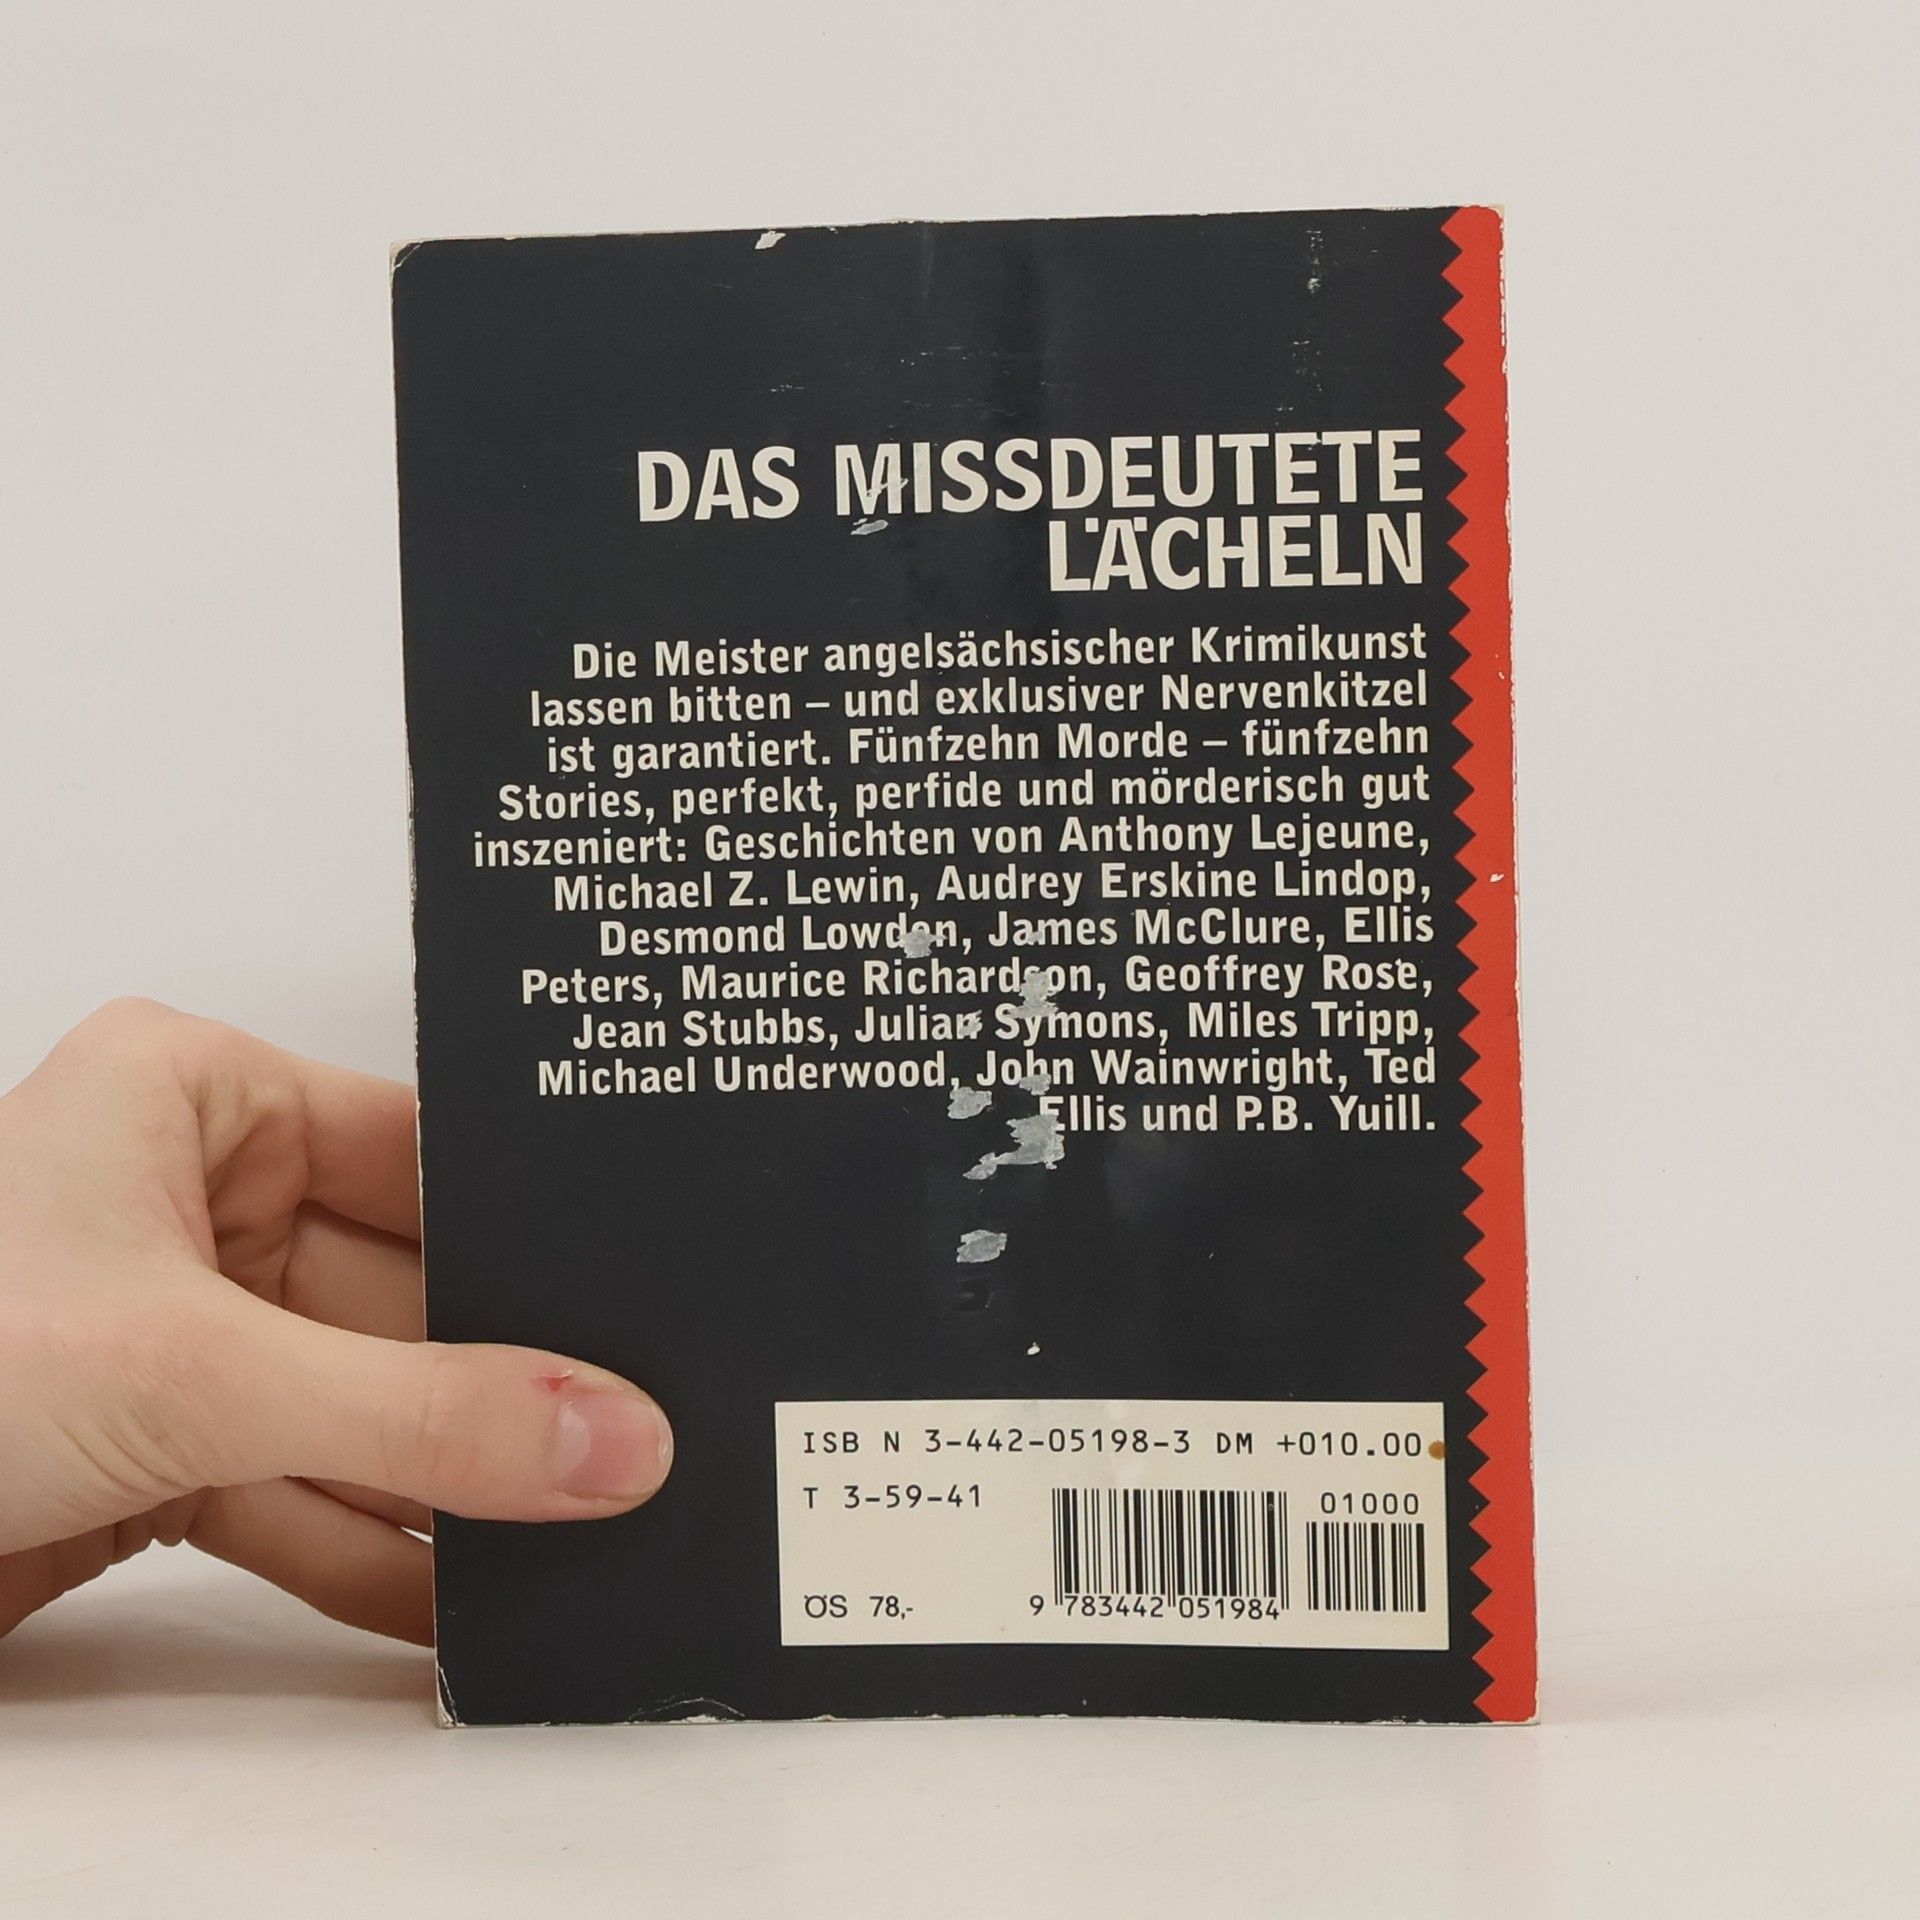 DAS MISSDEUTETE
LÄCHELN
Die Meister angelsächsischer Krimikunst
lassen bitten – und exklusiver Nervenkitzel
ist garantiert. Fünfzehn Morde – fünfzehn
Stories, perfekt, perfide und mörderisch gut
inszeniert: Geschichten von Anthony Lejeune,
Michael Z. Lewin, Audrey Erskine Lindop,
Desmond Lowden, James McClure, Ellis
Peters, Maurice Richardson, Geoffrey Rose,
Jean Stubbs, Julian Symons, Miles Tripp,
Michael Underwood, John Wainwright, Ted
Ellis und P.B. Yuill.
ISB N 3-442-05198-3 DM +010.00
T 3-59-41
01000
ÖS 78,-
9 783442 051984